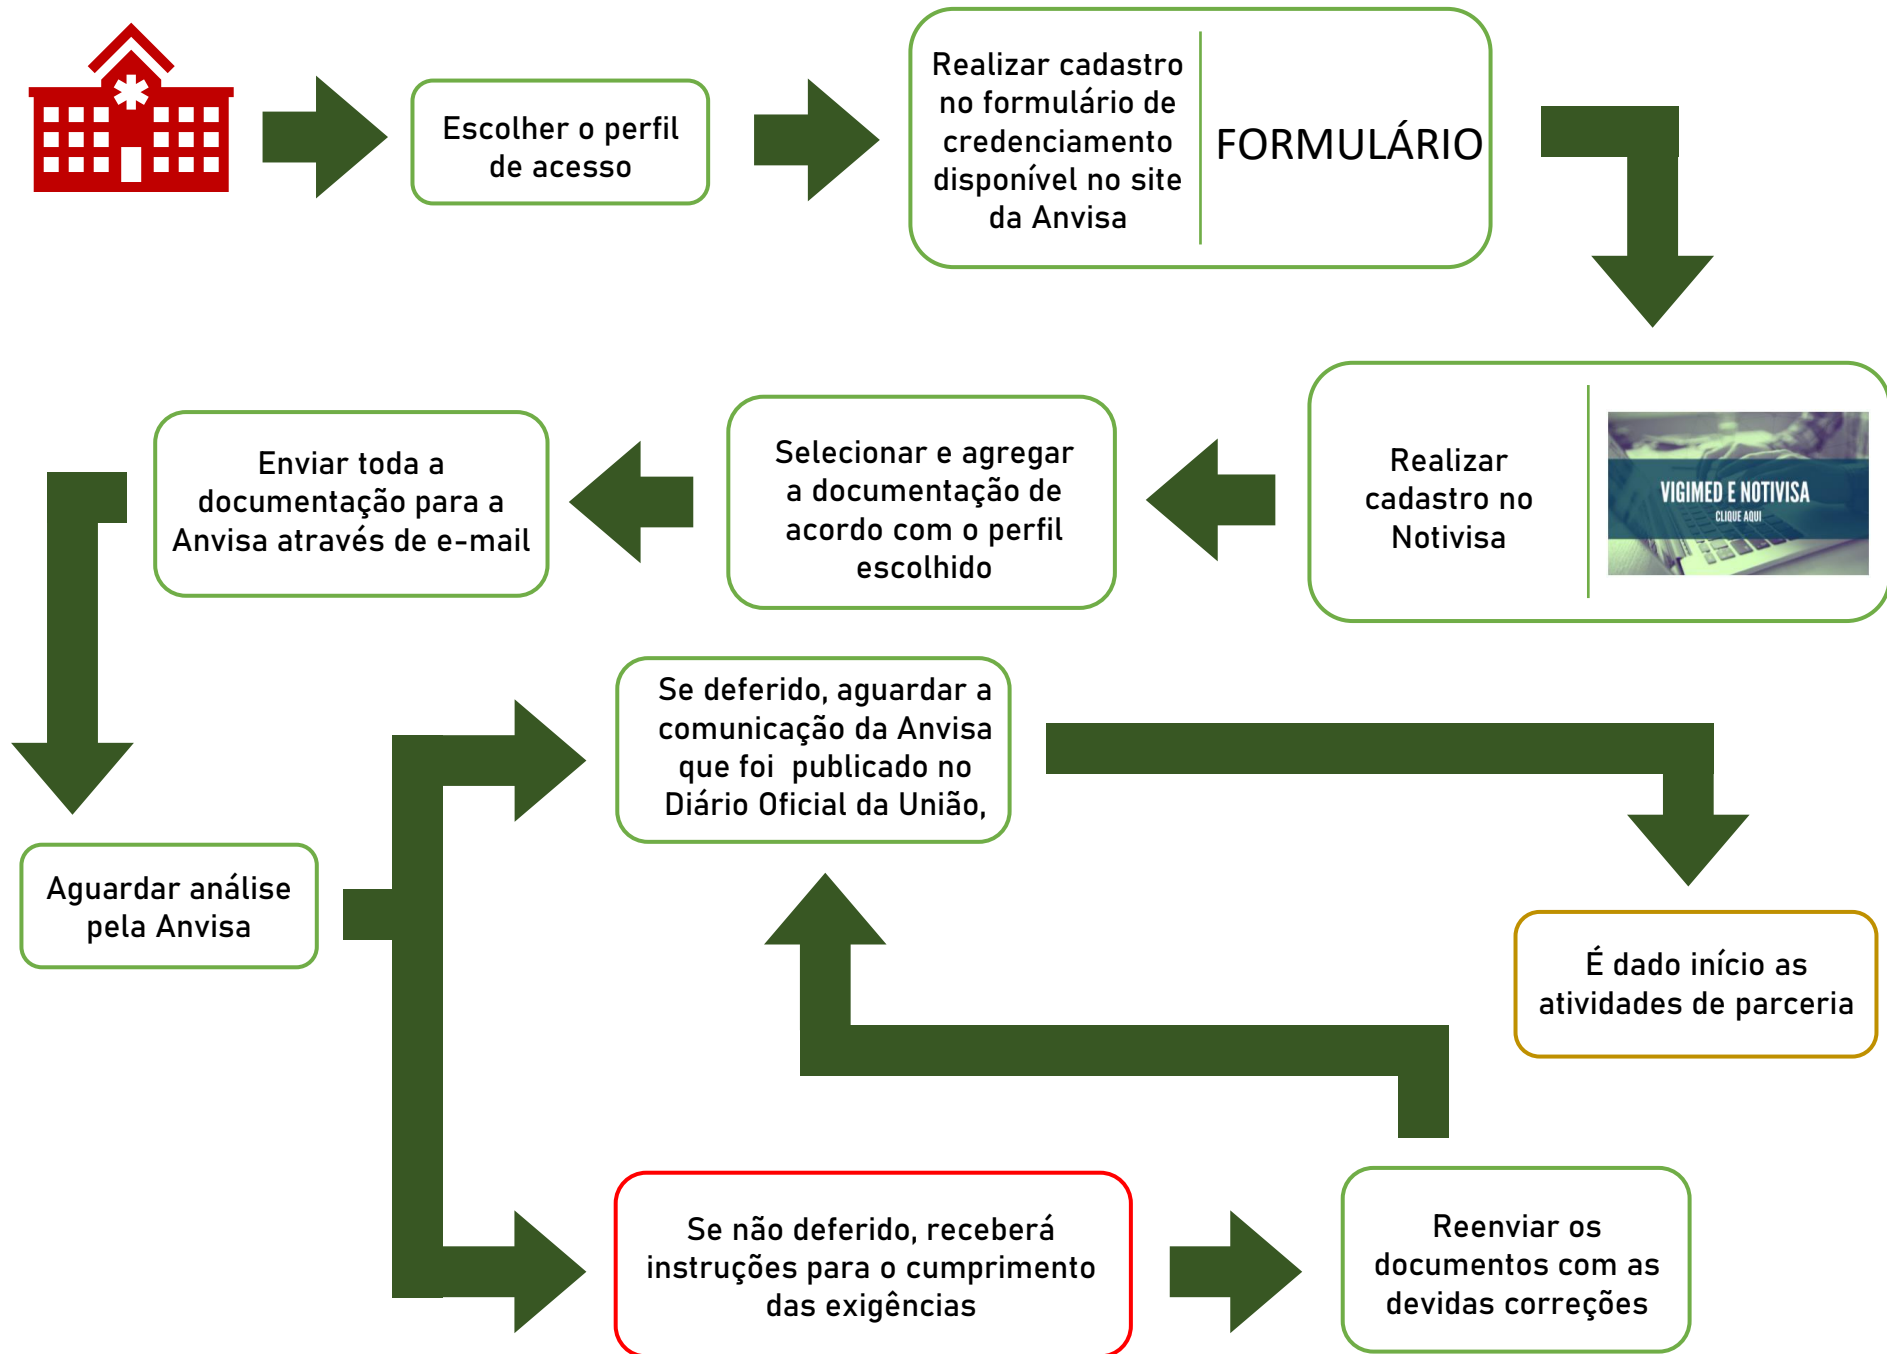 Escolher o perfil
de acesso
Realizar cadastro
no formulário de
credenciamento
disponível no site
da Anvisa
FORMULÁRIO
Realizar
cadastro no
Notivisa
VIGIMED E NOTIVISA
CLIQUE AQUI
Selecionar e agregar
a documentação de
acordo com o perfil
escolhido
Enviar toda a
documentação para a
Anvisa através de e-mail
Aguardar análise
pela Anvisa
Se deferido, aguardar a
comunicação da Anvisa
que foi  publicado no
Diário Oficial da União,
É dado início as
atividades de parceria
Se não deferido, receberá
instruções para o cumprimento
das exigências
Reenviar os
documentos com as
devidas correções